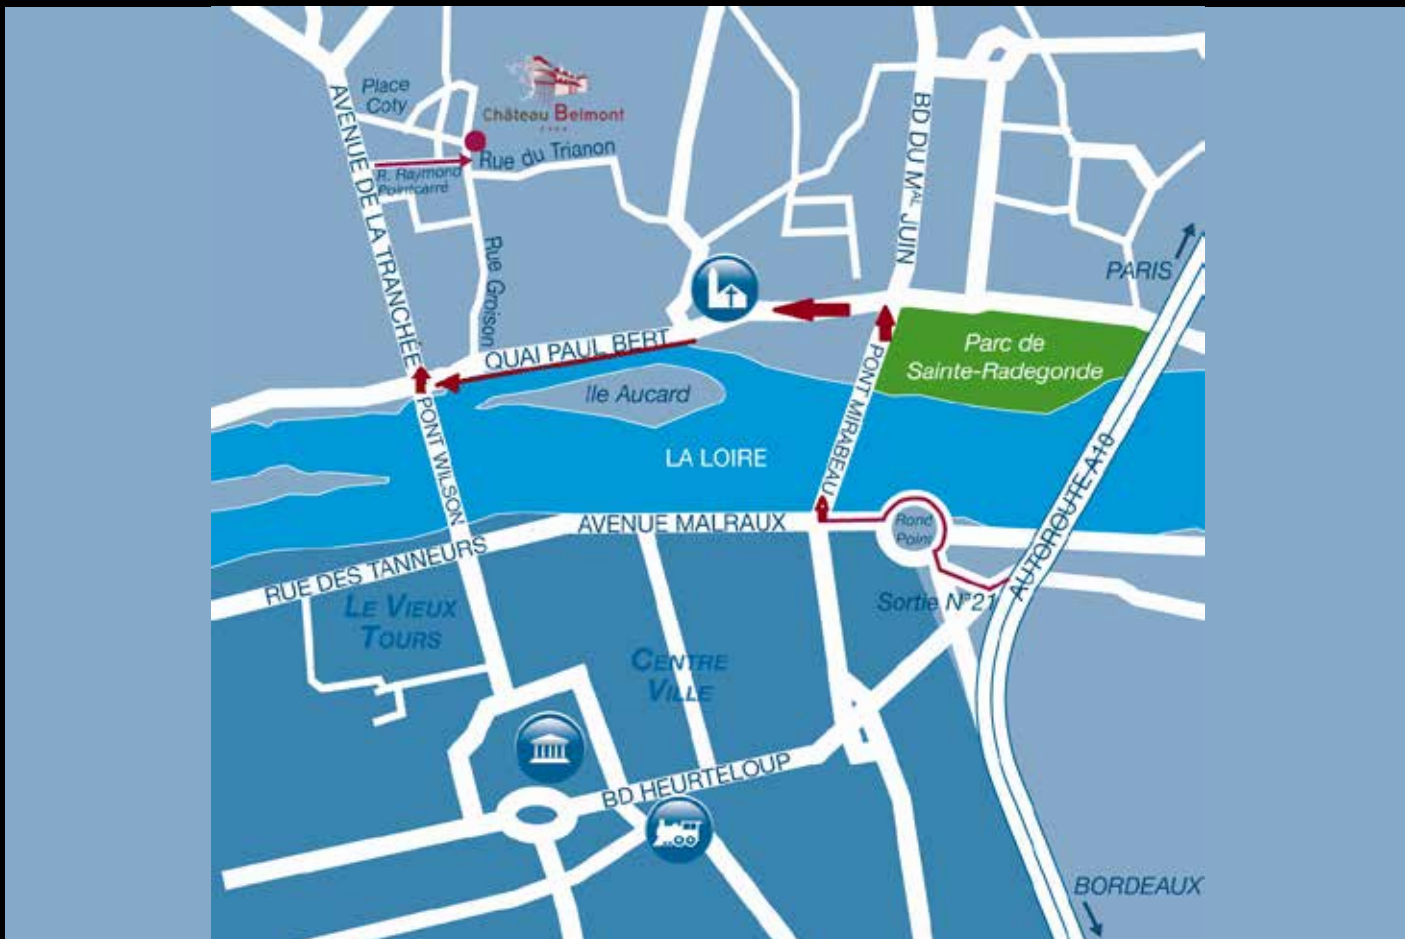 Place
Coty
Château Belmont
Rue du Trianon
R. Raymond
Pointcarré
AVENUE DE LA TRANCHÉE
BD DU MAL JUIN
Rue Groison
PARIS
QUAI PAUL BERT
Parc de
Sainte-Radegonde
Ile Aucard
PONT MIRABEAU
PONT WILSON
LA LOIRE
AUTOROUTE A10
AVENUE MALRAUX
Rond
Point
RUE DES TANNEURS
Sortie N°21
LE VIEUX
TOURS
CENTRE
VILLE
BD HEURTELOUP
BORDEAUX